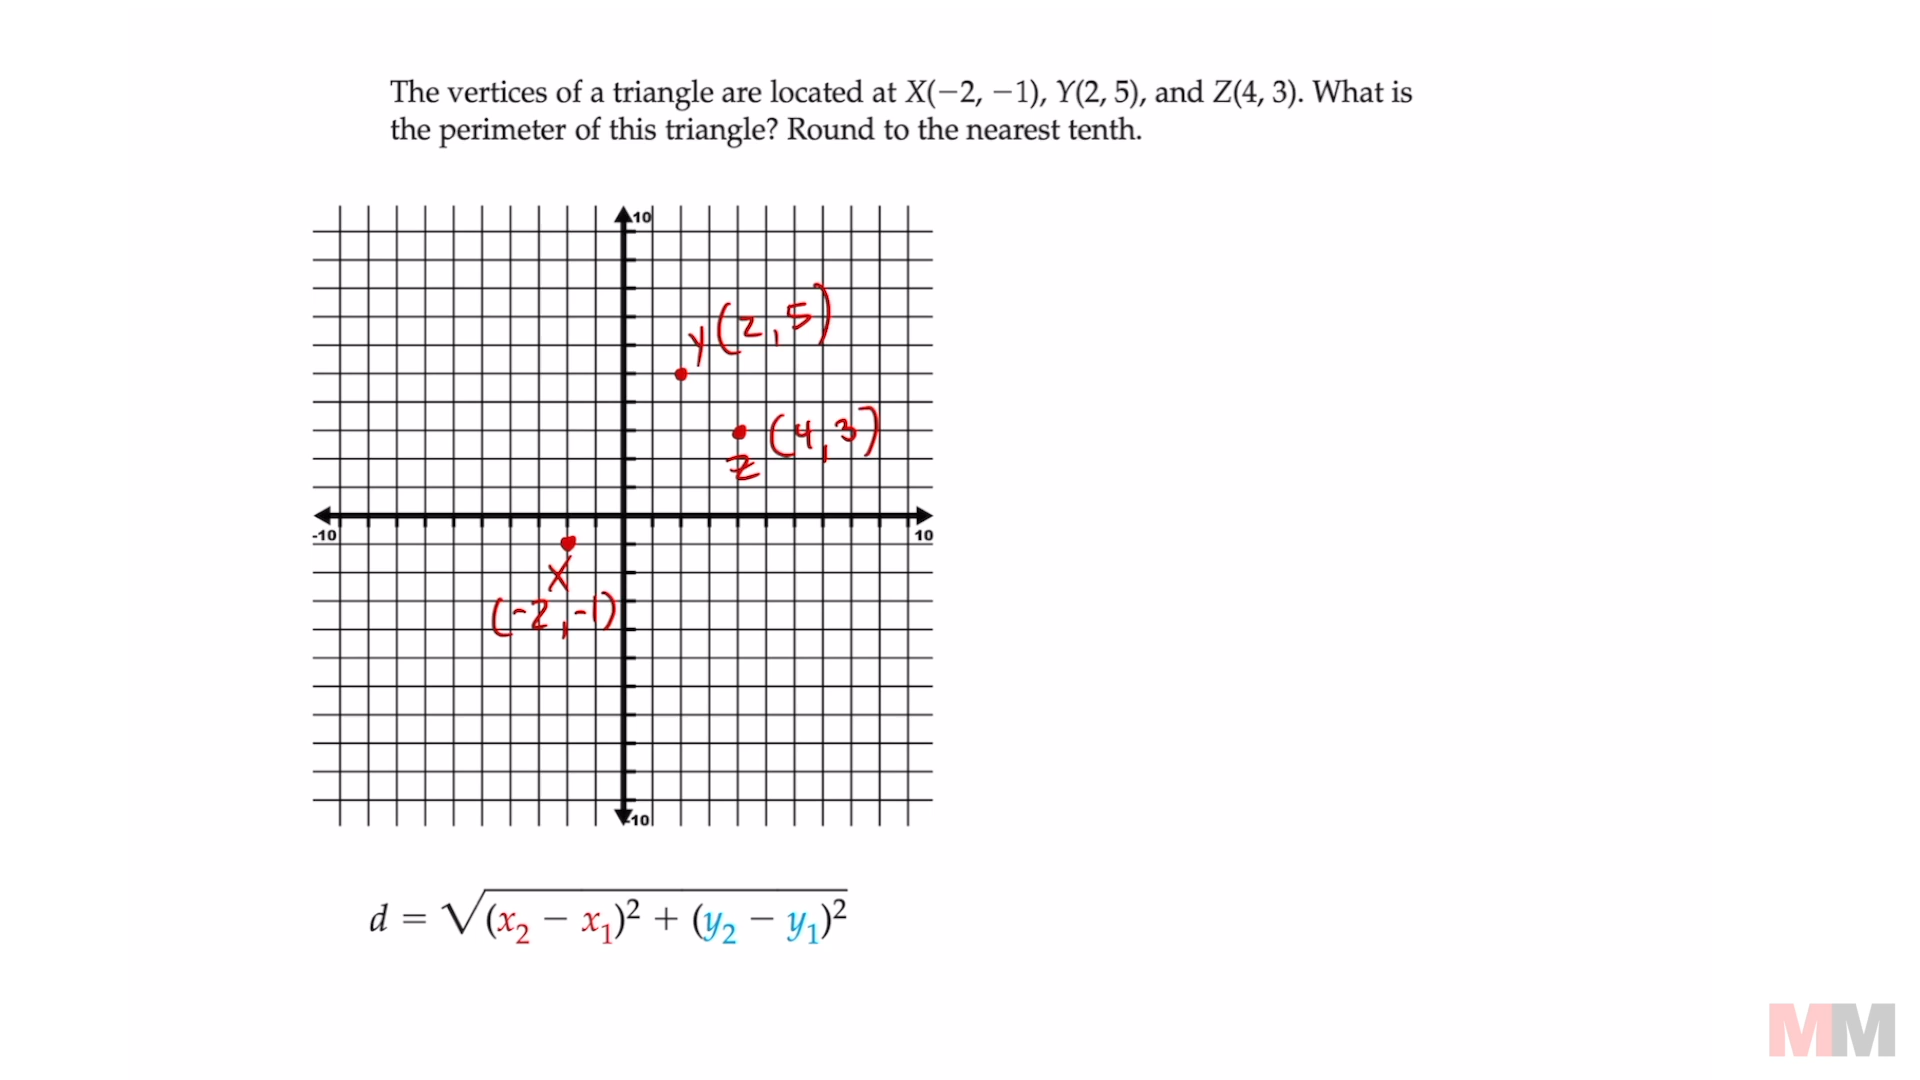 The vertices of a triangle are located at X(−2, −1), Y(2, 5), and Z(4, 3). What is
the perimeter of this triangle? Round to the nearest tenth.
10
y(2,5)
(4,3)
z
-10
10
x
(-2,-1)
-10
d = √(x₂ − x₁)² + (y₂ − y₁)²
MM